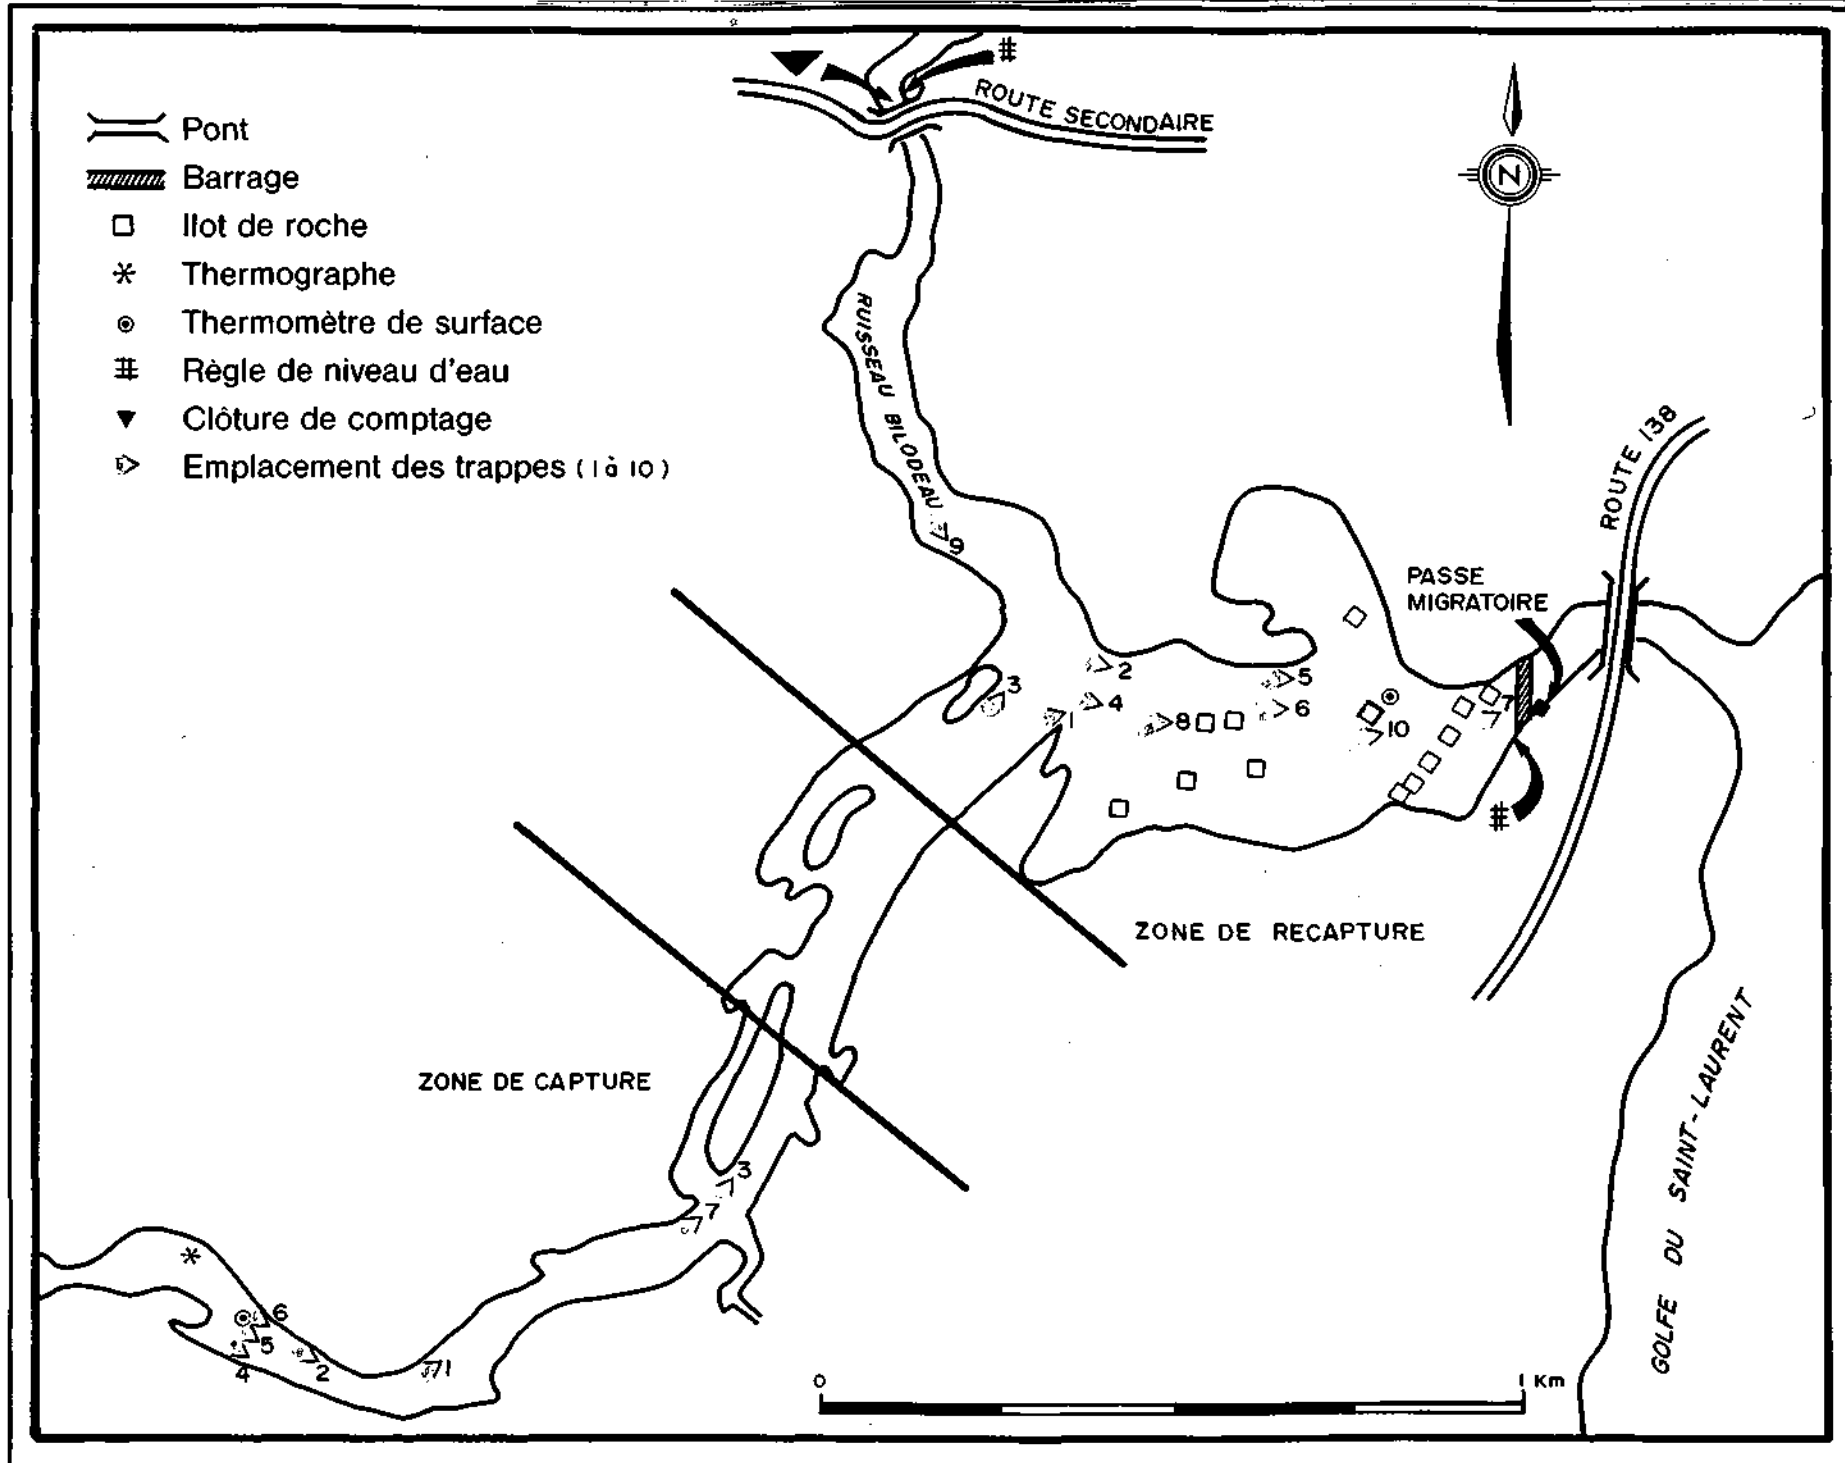 #
ROUTE SECONDAIRE
Pont
Barrage
Ilot de roche
Thermographe
Thermomètre de surface
Règle de niveau d'eau
Clôture de comptage
Emplacement des trappes (1 à 10)
N
RUISSEAU BILODEAU
ROUTE 138
9
PASSE
MIGRATOIRE
2
5
3
4
1
8
6
7
10
#
ZONE DE RECAPTURE
ZONE DE CAPTURE
GOLFE DU SAINT-LAURENT
3
7
6
5
4
2
1
0
1 Km